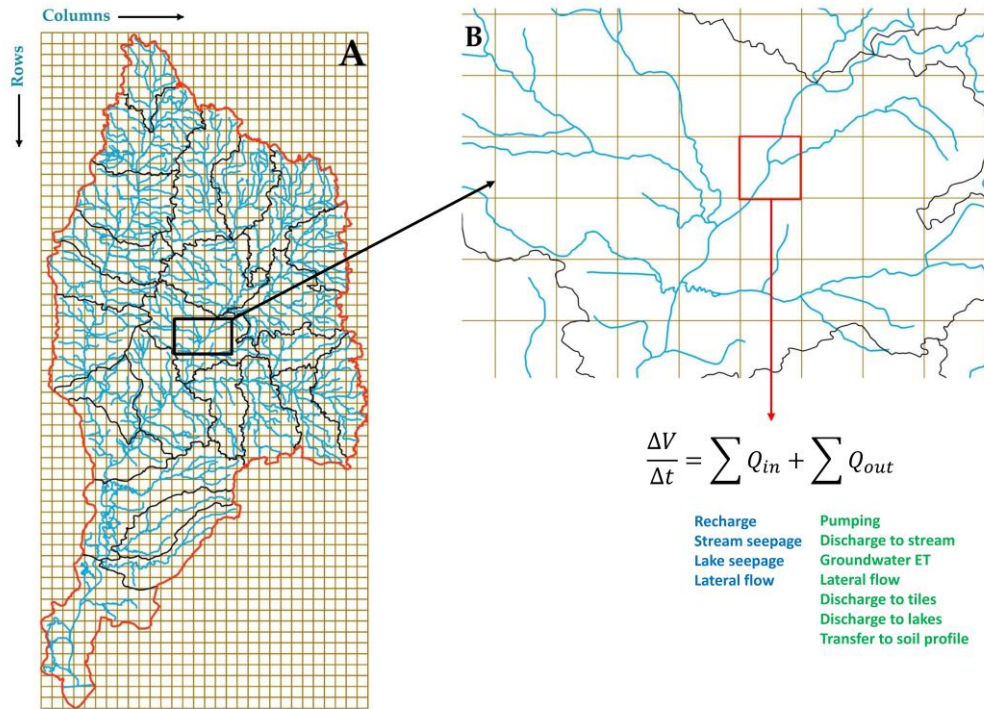 Columns
Rows
A
B
ΔV/Δt = ∑ Q_in + ∑ Q_out
Recharge
Stream seepage
Lake seepage
Lateral flow
Pumping
Discharge to stream
Groundwater ET
Lateral flow
Discharge to tiles
Discharge to lakes
Transfer to soil profile